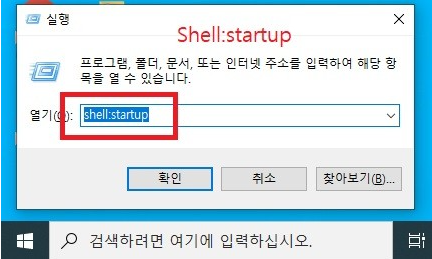 실행
Shell:startup
프로그램, 폴더, 문서, 또는 인터넷 주소를 입력하여 해당 항
목을 열 수 있습니다.
열기(O): shell:startup
확인 취소 찾아보기(B)...
검색하려면 여기에 입력하십시오.